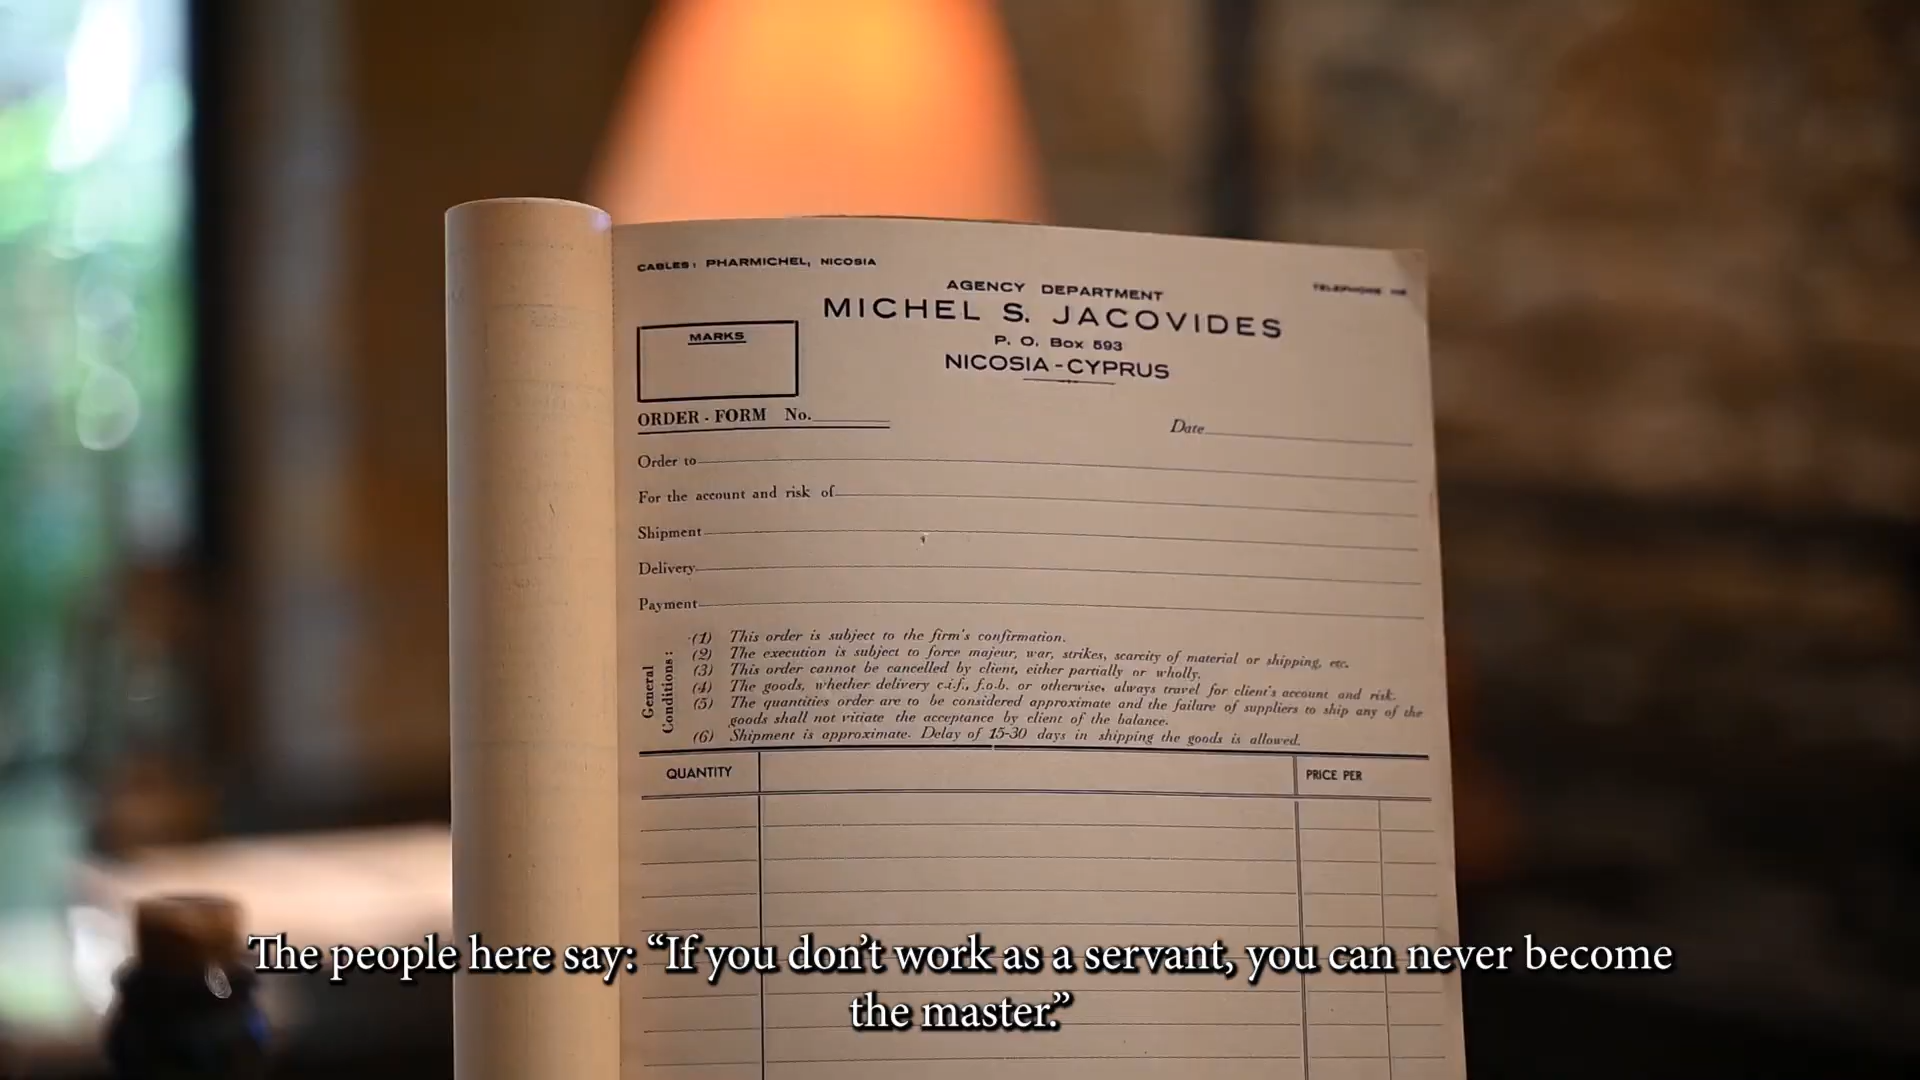 CABLES: PHARMICHEL, NICOSIA
TELEPHONE
AGENCY DEPARTMENT
MICHEL S. JACOVIDES
P. O. Box 593
NICOSIA - CYPRUS
MARKS
ORDER - FORM No.
Date
Order to
For the account and risk of
Shipment
Delivery
Payment
General Conditions:
(1) This order is subject to the firm's confirmation.
(2) The execution is subject to force majeur, war, strikes, scarcity of material or shipping, etc.
(3) This order cannot be cancelled by client, either partially or wholly.
(4) The goods, whether delivery c.i.f., f.o.b. or otherwise, always travel for client's account and risk.
(5) The quantities order are to be considered approximate and the failure of suppliers to ship any of the
goods shall not vitiate the acceptance by client of the balance.
(6) Shipment is approximate. Delay of 15-30 days in shipping the goods is allowed.
QUANTITY PRICE PER
The people here say: “If you don’t work as a servant, you can never become
the master.”